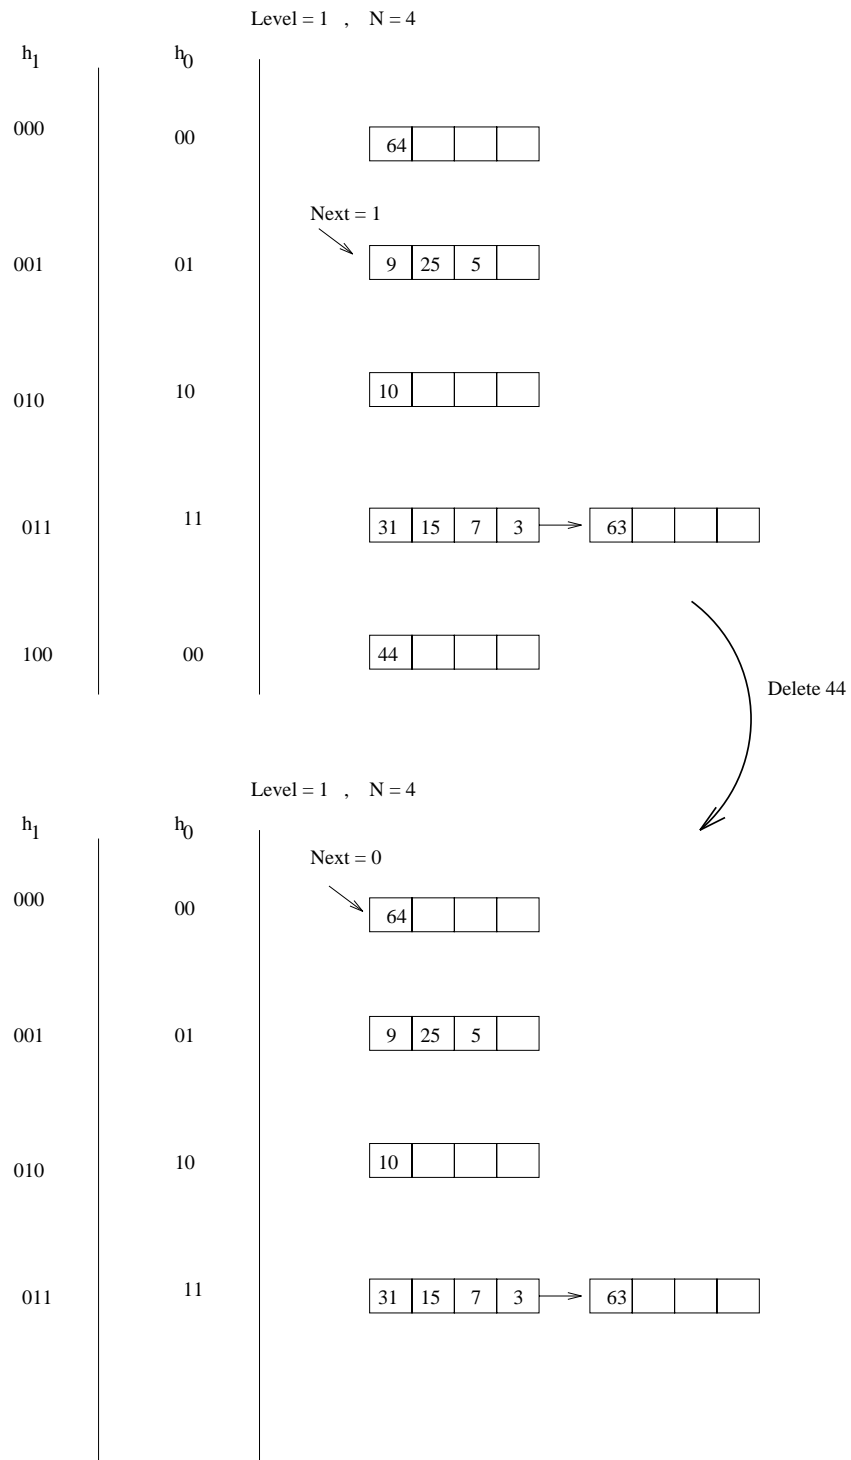 Level = 1 , N = 4
h1 h0
000 00 64
Next = 1
001 01 9 25 5
010 10 10
011 11 31 15 7 3 63
100 00 44
Delete 44
Level = 1 , N = 4
h1 h0
Next = 0
000 00 64
001 01 9 25 5
010 10 10
011 11 31 15 7 3 63